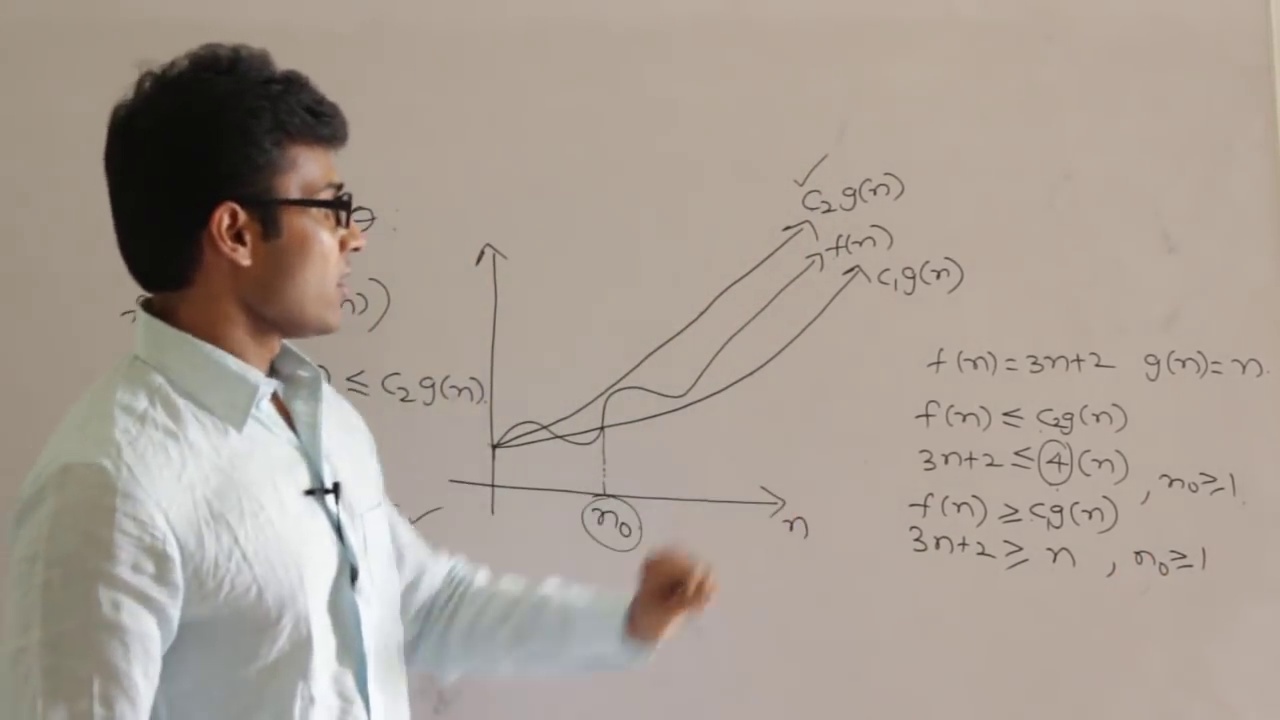 θ
n)
≤ c₂g(n)
c₂g(n)
f(n)
c₁g(n)
n₀
n
f(n)=3n+2 g(n)=n.
f(n) ≤ c₂g(n)
3n+2 ≤ 4(n), n₀≥1
f(n) ≥ c₁g(n)
3n+2 ≥ n, n₀≥1